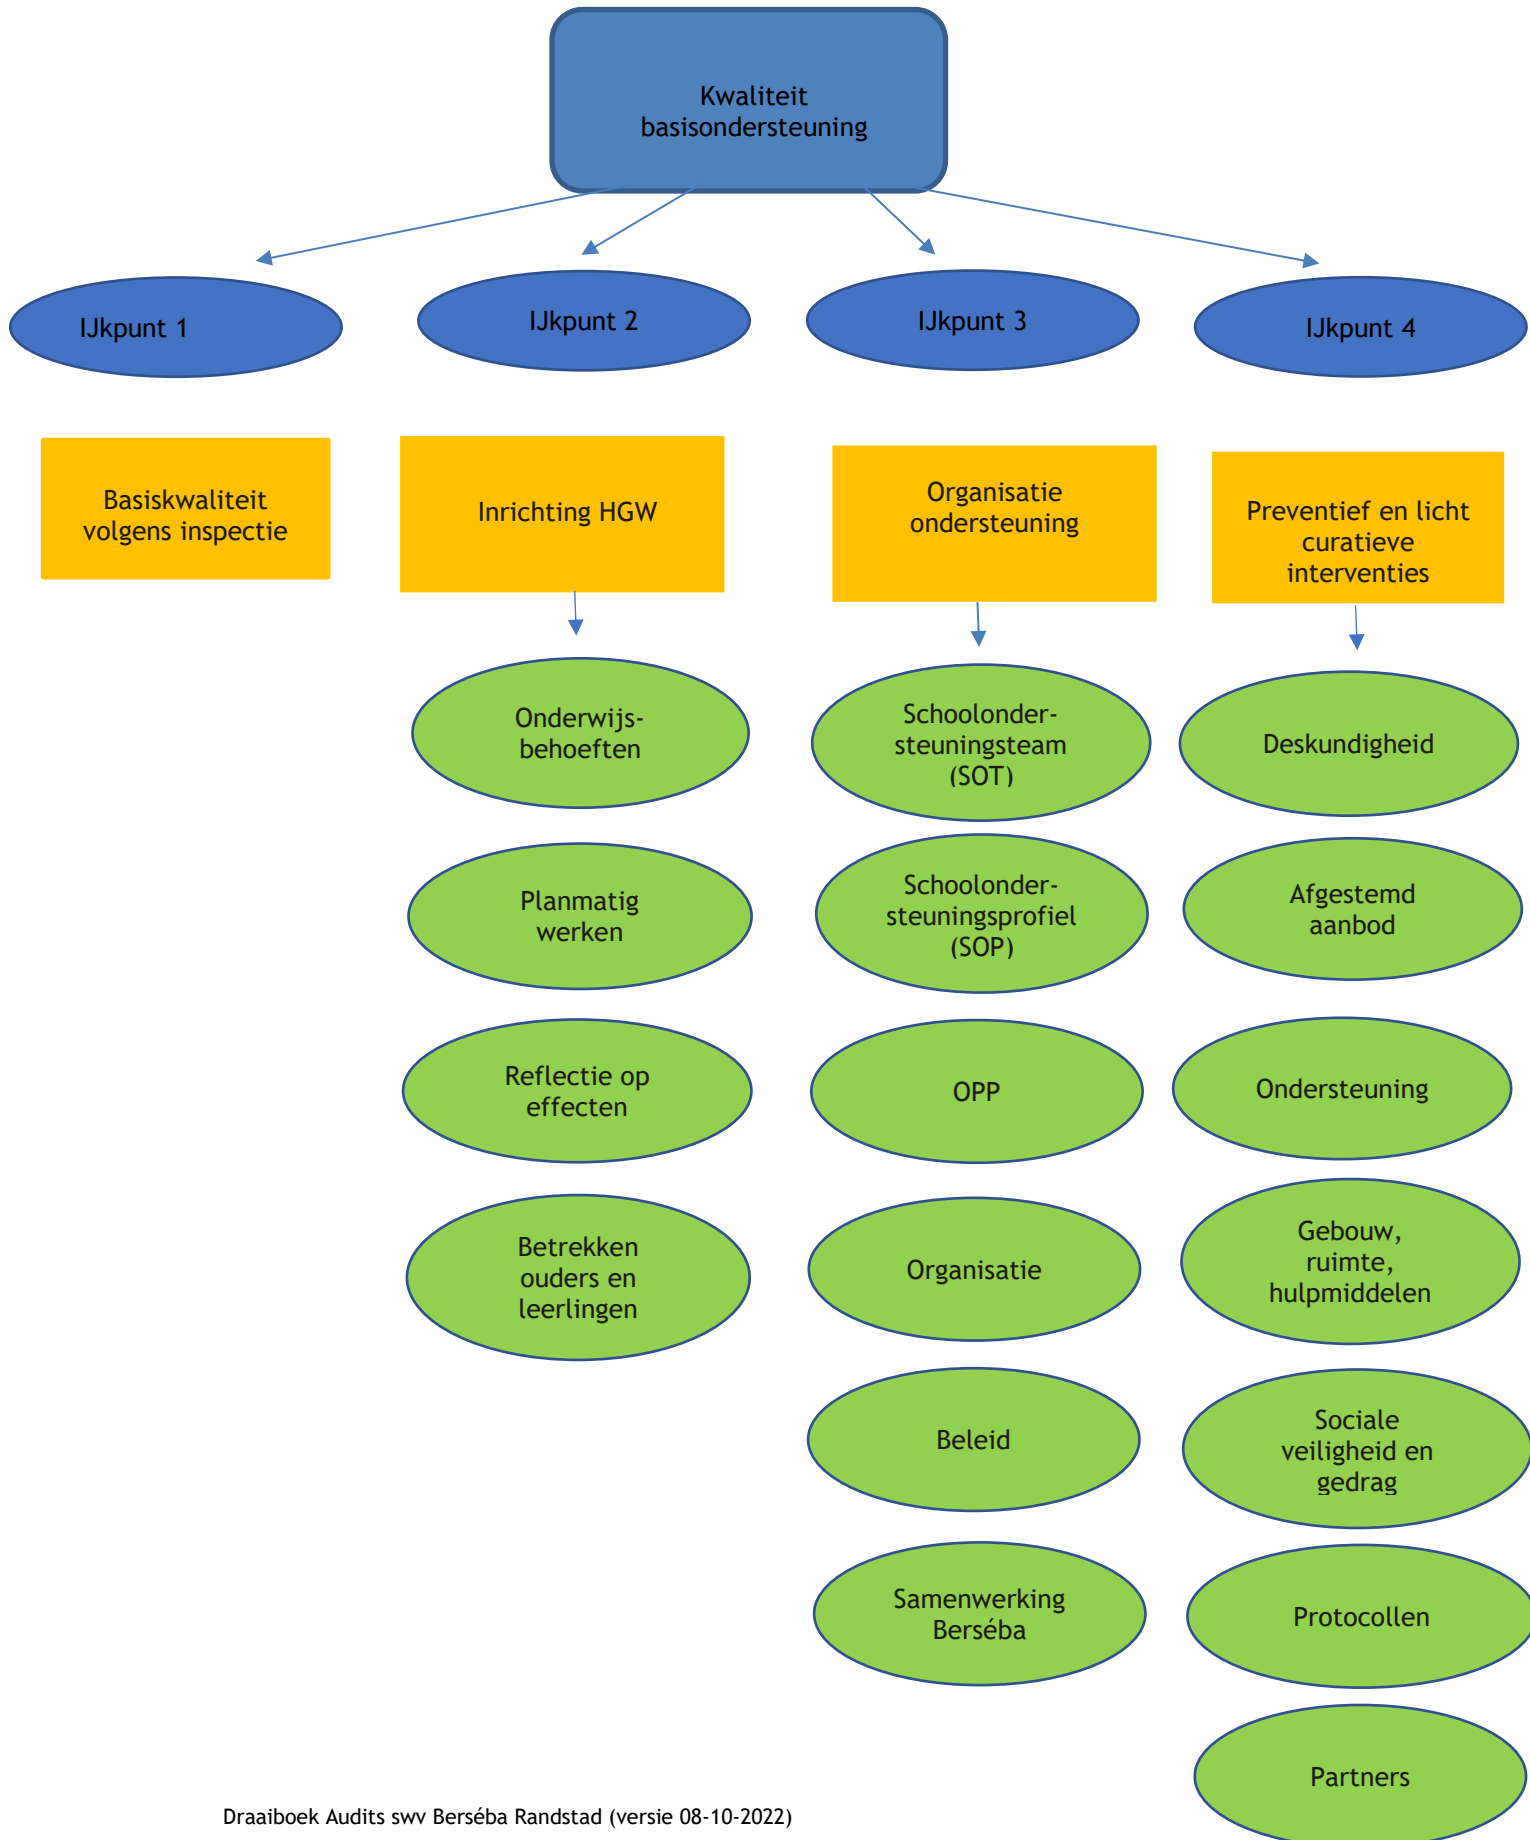 Kwaliteit
basisondersteuning
IJkpunt 1
IJkpunt 2
IJkpunt 3
IJkpunt 4
Basiskwaliteit
volgens inspectie
Inrichting HGW
Organisatie
ondersteuning
Preventief en licht
curatieve
interventies
Onderwijs-
behoeften
Planmatig
werken
Reflectie op
effecten
Betrekken
ouders en
leerlingen
Schoolonder-
steuningsteam
(SOT)
Schoolonder-
steuningsprofiel
(SOP)
OPP
Organisatie
Beleid
Samenwerking
Berséba
Deskundigheid
Afgestemd
aanbod
Ondersteuning
Gebouw,
ruimte,
hulpmiddelen
Sociale
veiligheid en
gedrag
Protocollen
Partners
Draaiboek Audits swv Berséba Randstad (versie 08-10-2022)